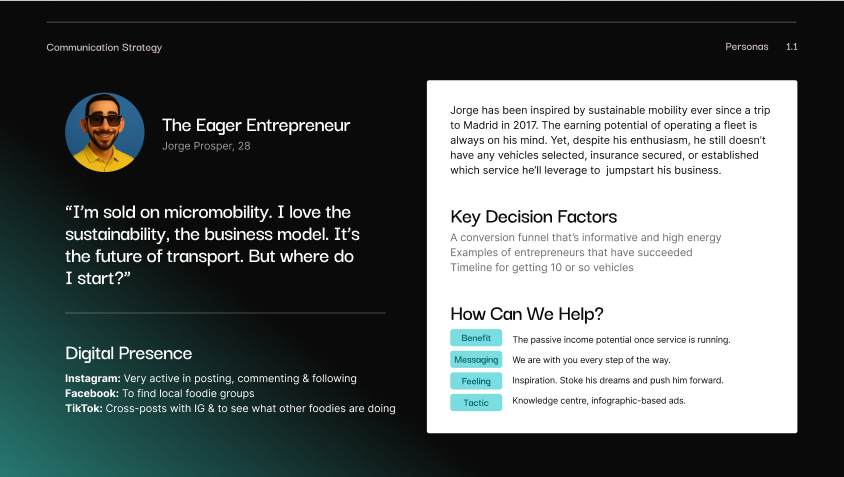 Communication Strategy
Personas 1.1
The Eager Entrepreneur
Jorge Prosper, 28
“I’m sold on micromobility. I love the
sustainability, the business model. It’s
the future of transport. But where do
I start?”
Digital Presence
Instagram: Very active in posting, commenting & following
Facebook: To find local foodie groups
TikTok: Cross-posts with IG & to see what other foodies are doing
Jorge has been inspired by sustainable mobility ever since a trip
to Madrid in 2017. The earning potential of operating a fleet is
always on his mind. Yet, despite his enthusiasm, he still doesn’t
have any vehicles selected, insurance secured, or established
which service he’ll leverage to  jumpstart his business.
Key Decision Factors
A conversion funnel that’s informative and high energy
Examples of entrepreneurs that have succeeded
Timeline for getting 10 or so vehicles
How Can We Help?
Benefit The passive income potential once service is running.
Messaging We are with you every step of the way.
Feeling Inspiration. Stoke his dreams and push him forward.
Tactic Knowledge centre, infographic-based ads.